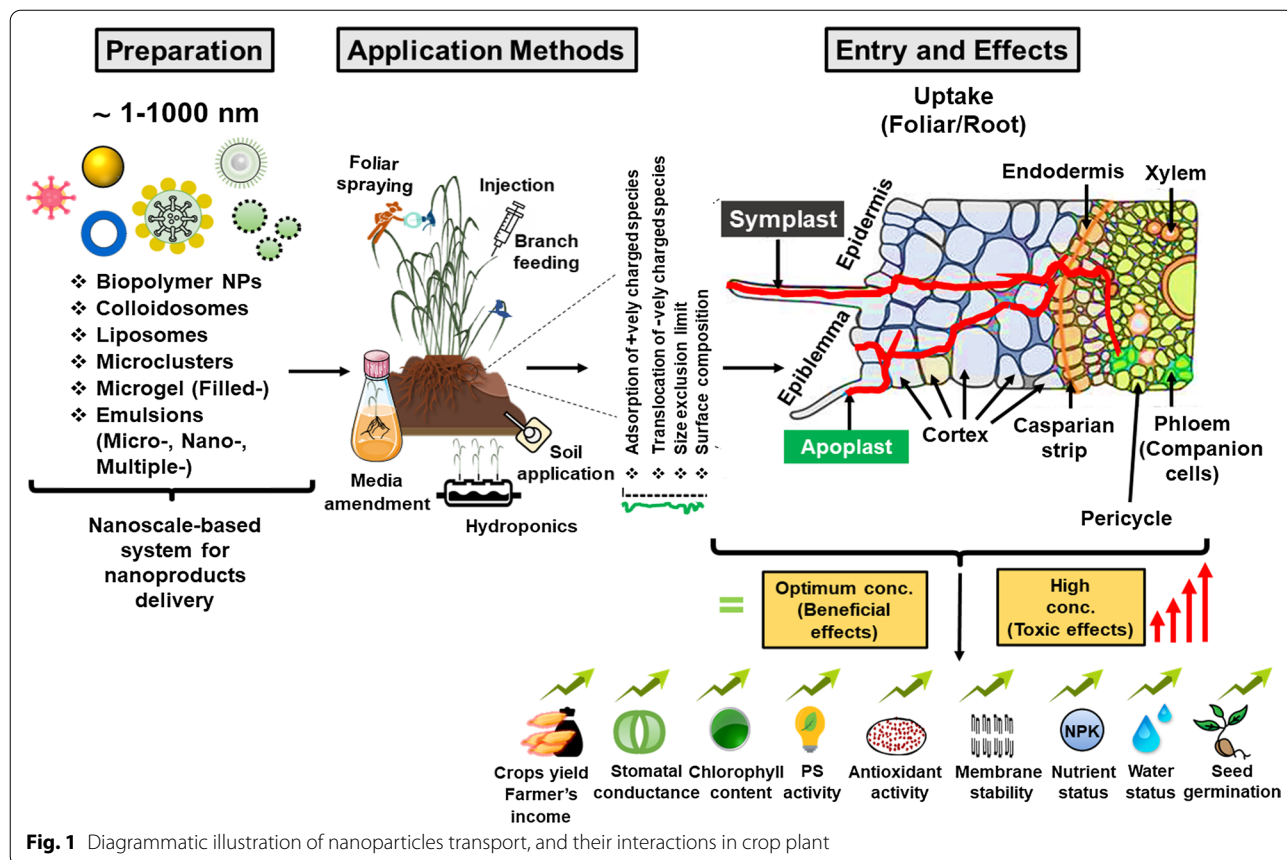 Preparation
~ 1-1000 nm
❖ Biopolymer NPs
❖ Colloidosomes
❖ Liposomes
❖ Microclusters
❖ Microgel (Filled-)
❖ Emulsions
(Micro-, Nano-,
Multiple-)
Nanoscale-based
system for
nanoproducts
delivery
Application Methods
Foliar
spraying
Injection
Branch
feeding
Media
amendment
Soil
application
Hydroponics
❖ Adsorption of +vely charged species
❖ Translocation of -vely charged species
❖ Size exclusion limit
❖ Surface composition
Entry and Effects
Uptake
(Foliar/Root)
Endodermis
Xylem
Symplast
Epidermis
Epiblemma
Apoplast
Cortex
Casparian
strip
Phloem
(Companion
cells)
Pericycle
=
Optimum conc.
(Beneficial
effects)
High
conc.
(Toxic effects)
NPK
Crops yield
Farmer's
income
Stomatal
conductance
Chlorophyll
content
PS
activity
Antioxidant
activity
Membrane
stability
Nutrient
status
Water
status
Seed
germination
Fig. 1 Diagrammatic illustration of nanoparticles transport, and their interactions in crop plant